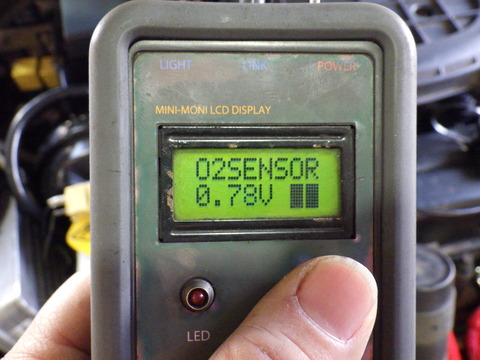 LIGHT LINK POWER
MINI-MONI LCD DISPLAY
O2SENSOR
0.78V
LED